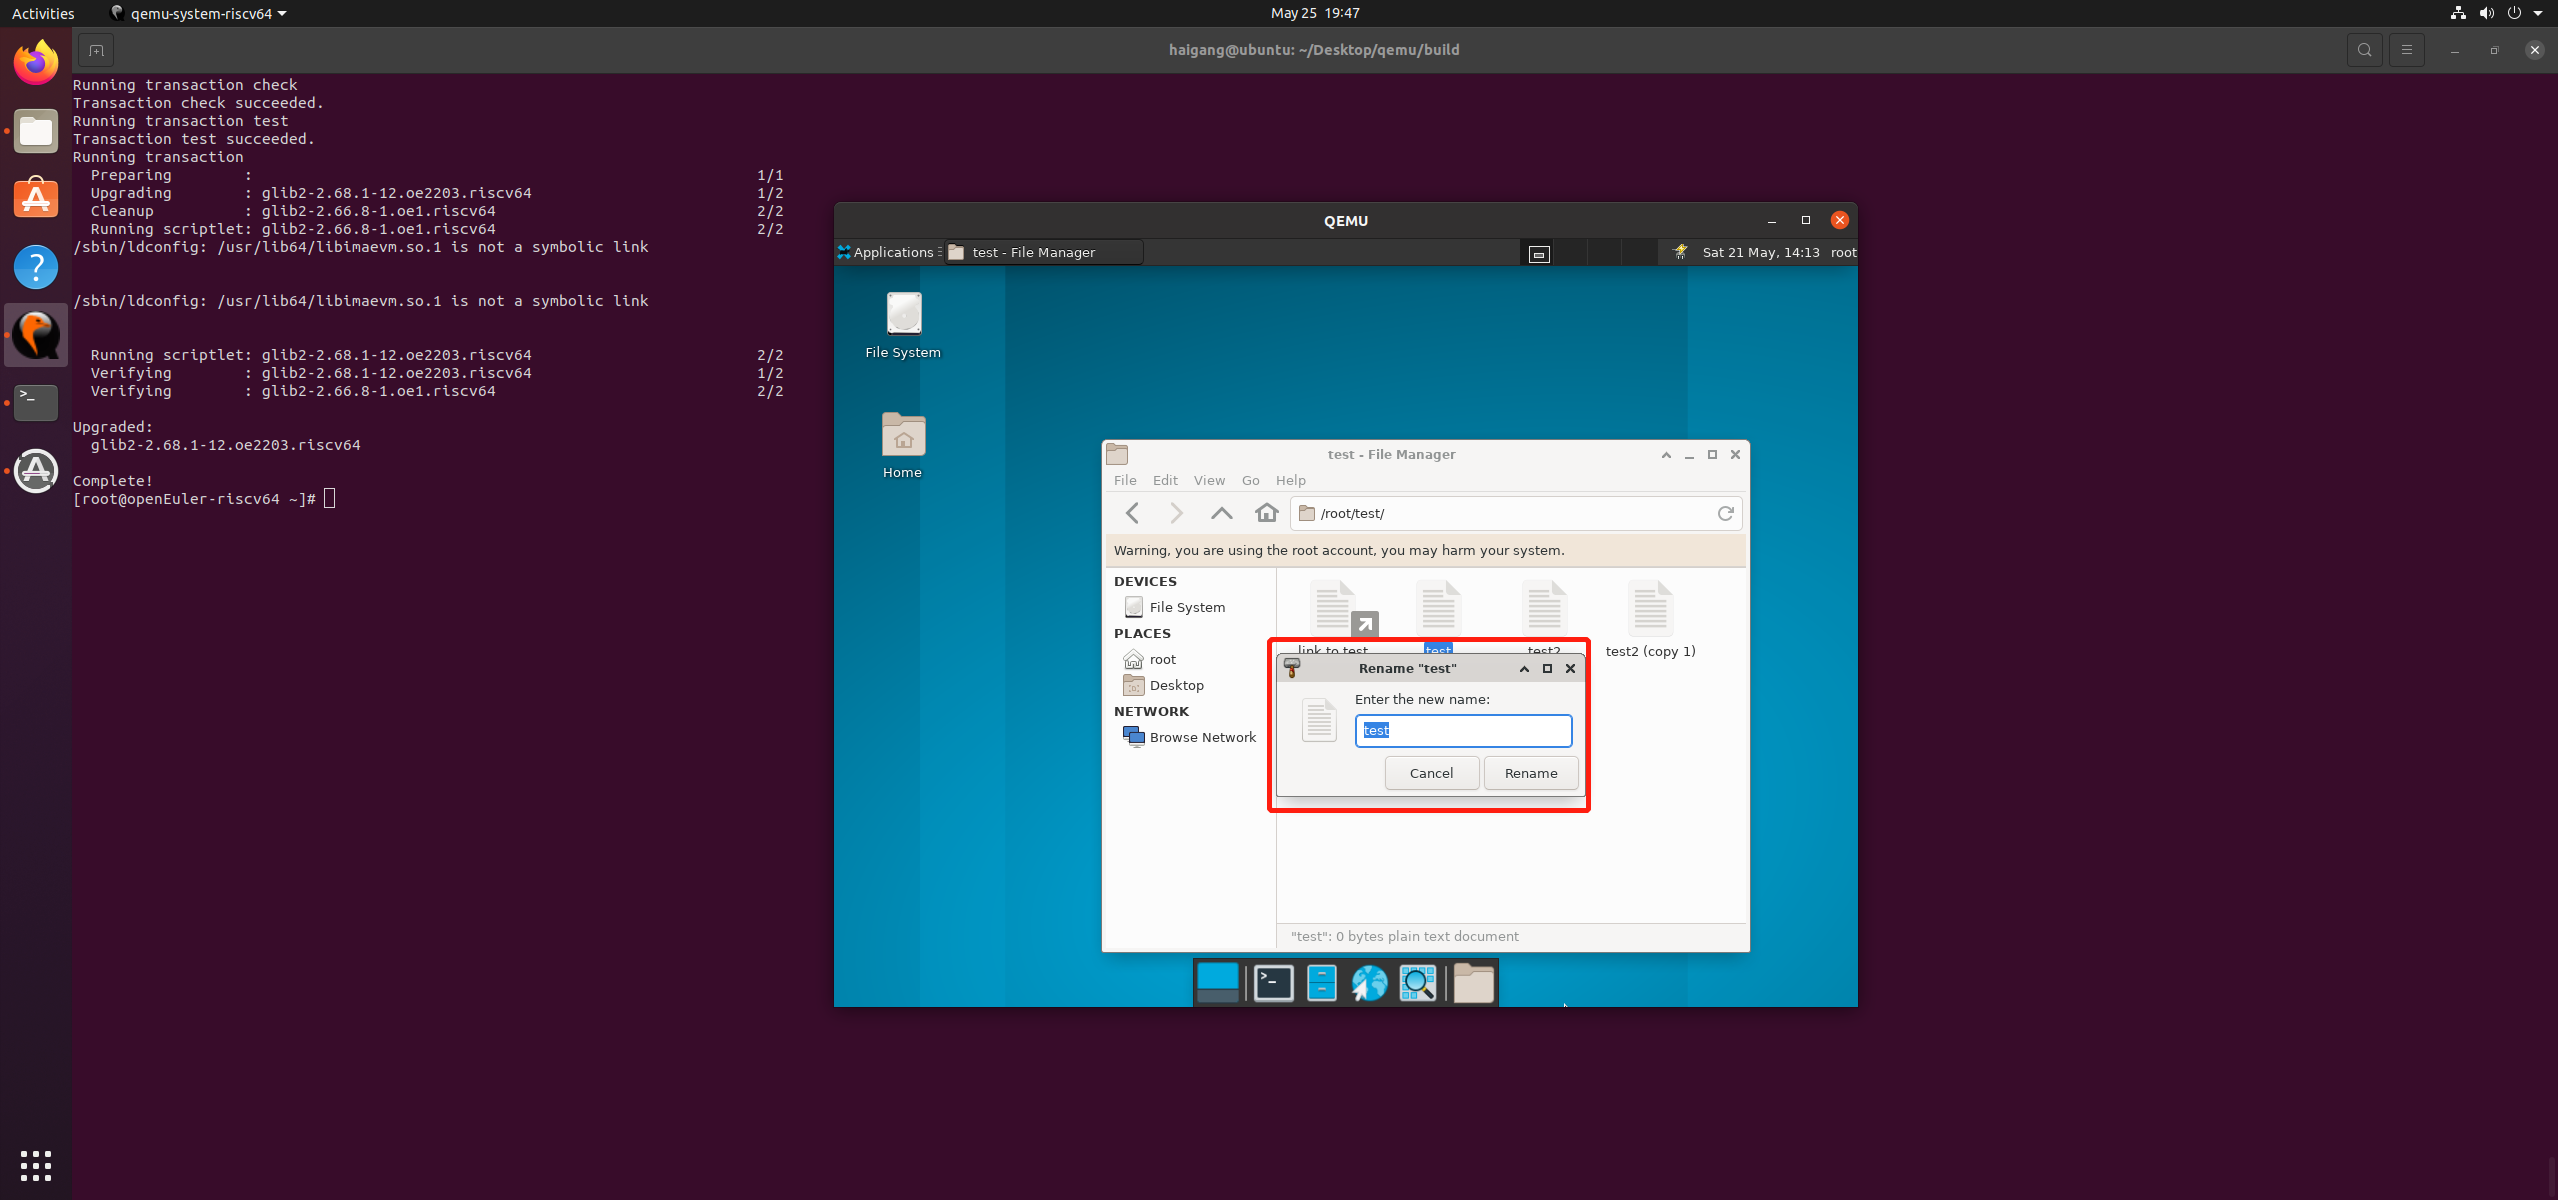 Activities
qemu-system-riscv64
May 25 19:47
haigang@ubuntu: ~/Desktop/qemu/build
Running transaction check
Transaction check succeeded.
Running transaction test
Transaction test succeeded.
Running transaction
Preparing : 1/1
Upgrading : glib2-2.68.1-12.oe2203.riscv64 1/2
Cleanup : glib2-2.66.8-1.oe1.riscv64 2/2
Running scriptlet: glib2-2.66.8-1.oe1.riscv64 2/2
/sbin/ldconfig: /usr/lib64/libimaevm.so.1 is not a symbolic link
/sbin/ldconfig: /usr/lib64/libimaevm.so.1 is not a symbolic link
Running scriptlet: glib2-2.68.1-12.oe2203.riscv64 2/2
Verifying : glib2-2.68.1-12.oe2203.riscv64 1/2
Verifying : glib2-2.66.8-1.oe1.riscv64 2/2
Upgraded:
glib2-2.68.1-12.oe2203.riscv64
Complete!
[root@openEuler-riscv64 ~]#
QEMU
Applications
test - File Manager
Sat 21 May, 14:13
root
File System
Home
test - File Manager
File Edit View Go Help
/root/test/
Warning, you are using the root account, you may harm your system.
DEVICES
File System
PLACES
root
Desktop
NETWORK
Browse Network
link to test
test
test2
test2 (copy 1)
Rename "test"
Enter the new name:
test
Cancel
Rename
"test": 0 bytes plain text document